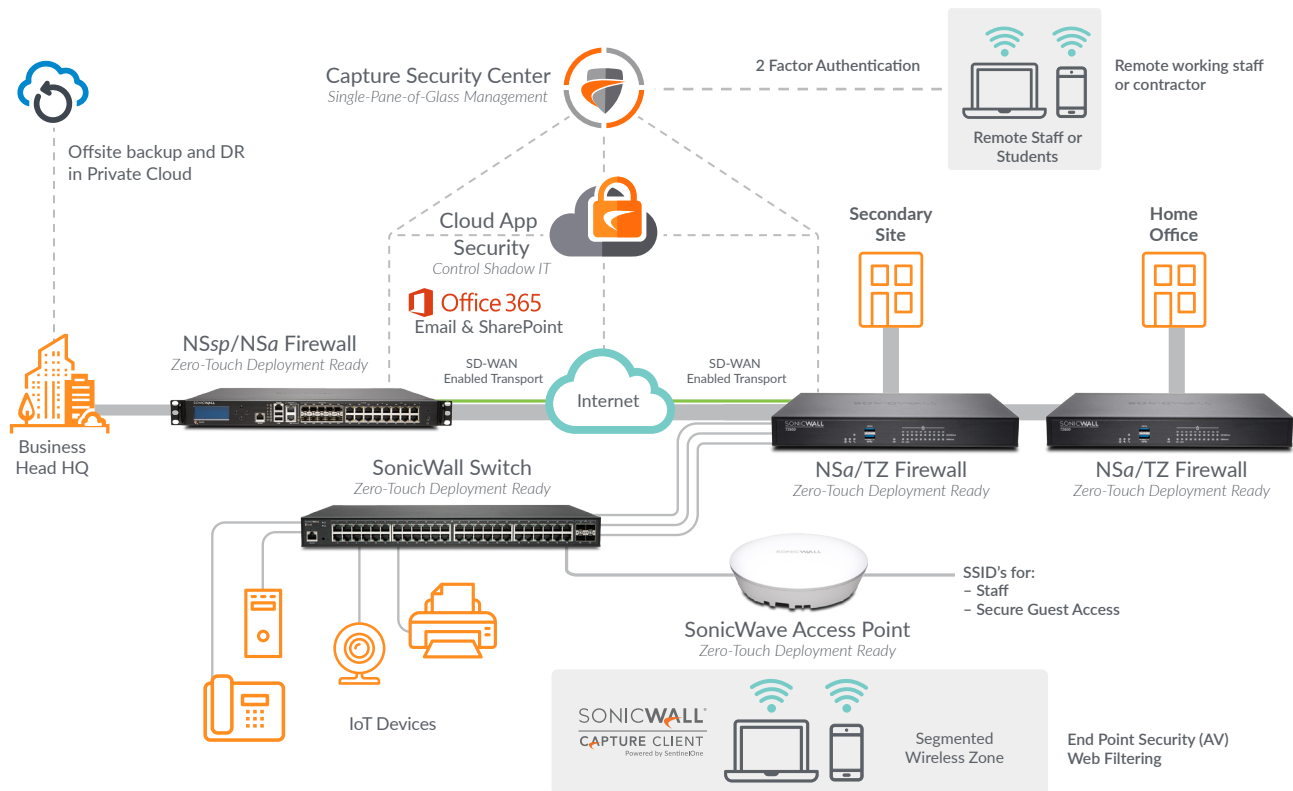 Capture Security Center
Single-Pane-of-Glass Management
2 Factor Authentication
Remote working staff
or contractor
Remote Staff or
Students
Offsite backup and DR
in Private Cloud
Cloud App
Security
Control Shadow IT
Office 365
Email & SharePoint
Secondary
Site
Home
Office
NSsp/NSa Firewall
Zero-Touch Deployment Ready
SD-WAN
Enabled Transport
Internet
SD-WAN
Enabled Transport
Business
Head HQ
SONICWALL
SONICWALL
NSa/TZ Firewall
Zero-Touch Deployment Ready
NSa/TZ Firewall
Zero-Touch Deployment Ready
SonicWall Switch
Zero-Touch Deployment Ready
SSID's for:
– Staff
– Secure Guest Access
SonicWave Access Point
Zero-Touch Deployment Ready
IoT Devices
SONICWALL®
CAPTURE CLIENT
Powered by SentinelOne
Segmented
Wireless Zone
End Point Security (AV)
Web Filtering